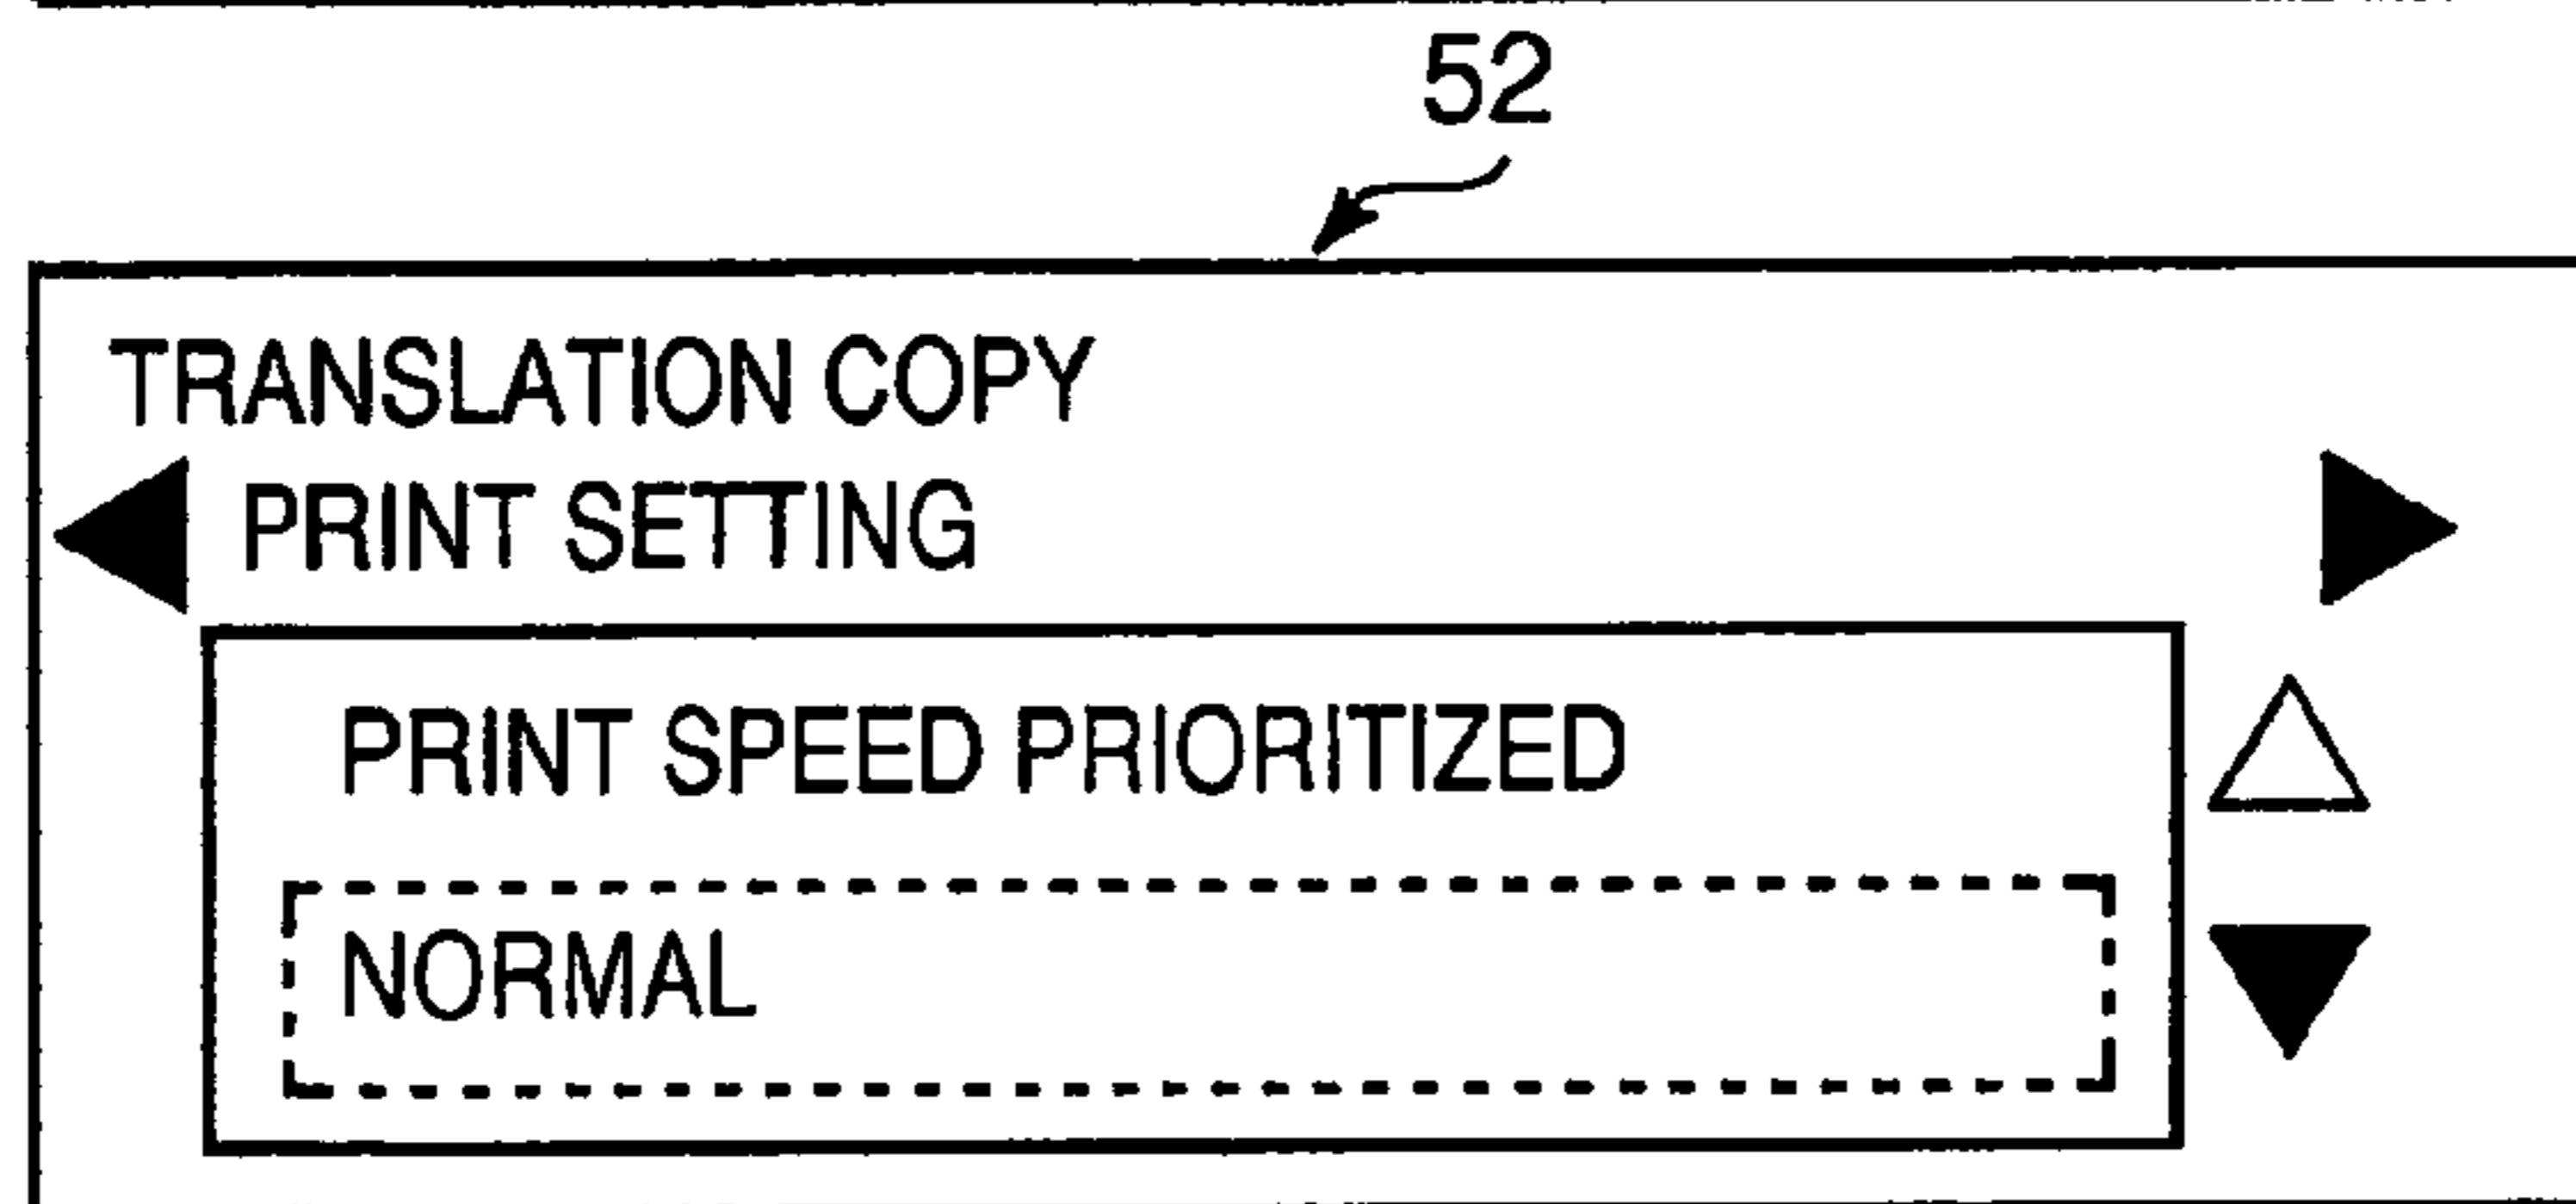 52
TRANSLATION COPY
PRINT SETTING
PRINT SPEED PRIORITIZED
NORMAL